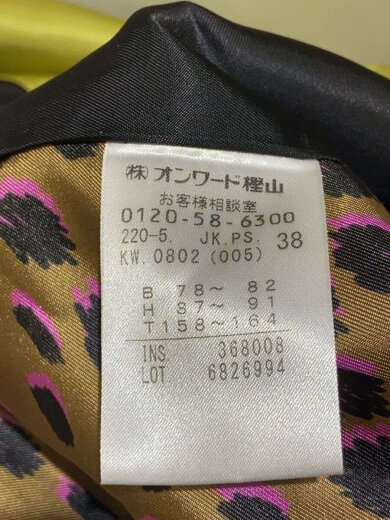 ㈱オンワード樫山
お客様相談室
0120-58-6300
220-5. JK.PS. 38
KW.0802(005)
B 78～ 82
H 87～ 91
T158～164
INS. 368008
LOT 6826994